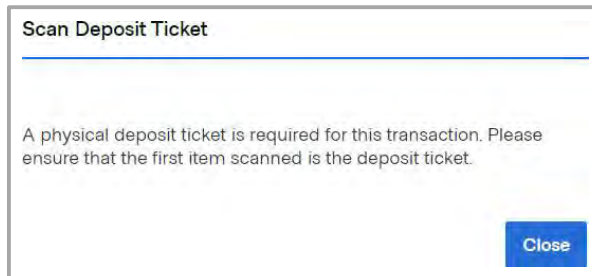 Scan Deposit Ticket
A physical deposit ticket is required for this transaction. Please
ensure that the first item scanned is the deposit ticket.
Close